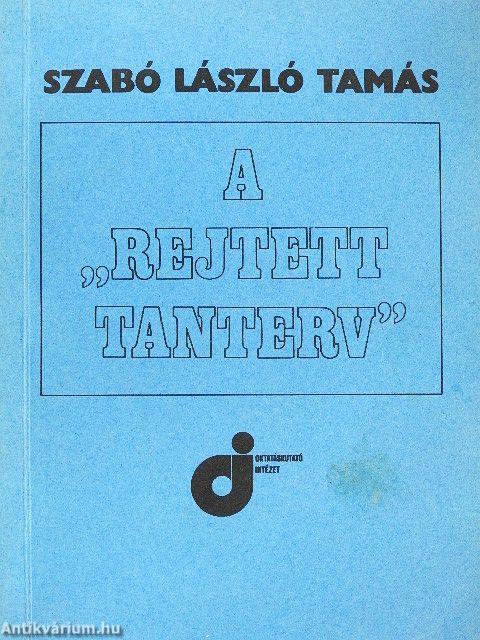 SZABÓ LÁSZLÓ TAMÁS
A
„REJTETT
TANTERV”
OKTATÁSKUTATÓ
INTÉZET
Antikvárium.hu